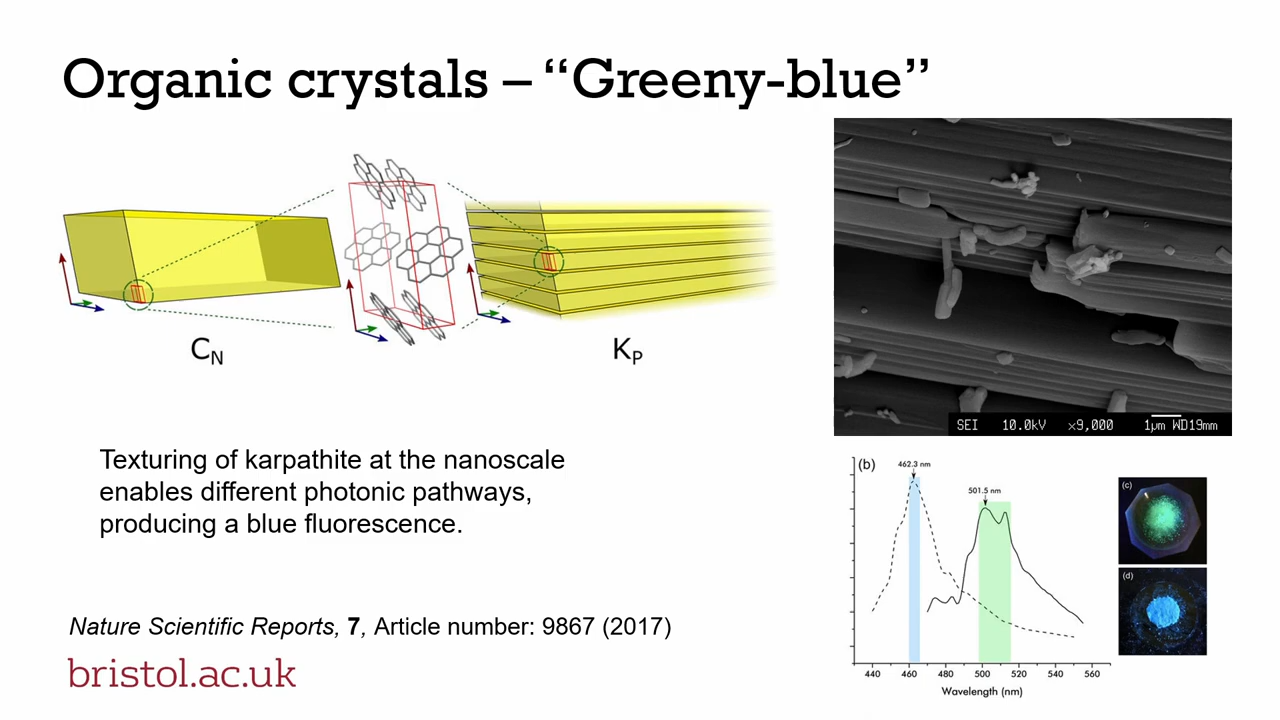 Organic crystals – “Greeny-blue”
C_N
K_P
SEI 10.0kV ×9,000 1µm WD19mm
Texturing of karpathite at the nanoscale
enables different photonic pathways,
producing a blue fluorescence.
(b)
462.3 nm
501.5 nm
440 460 480 500 520 540 560
Wavelength (nm)
(c)
(d)
Nature Scientific Reports, 7, Article number: 9867 (2017)
bristol.ac.uk